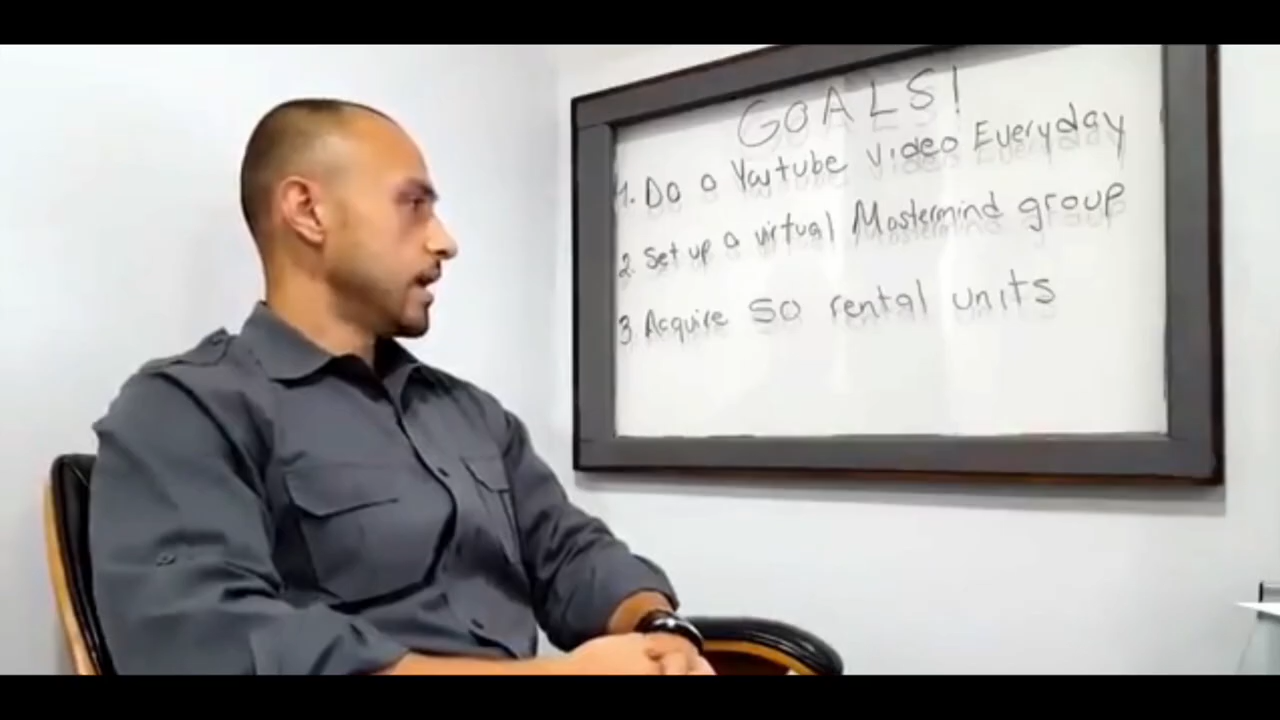 GOALS!
1. Do a Youtube Video Everyday
2. Set up a virtual Mastermind group
3 Acquire 50 rental units